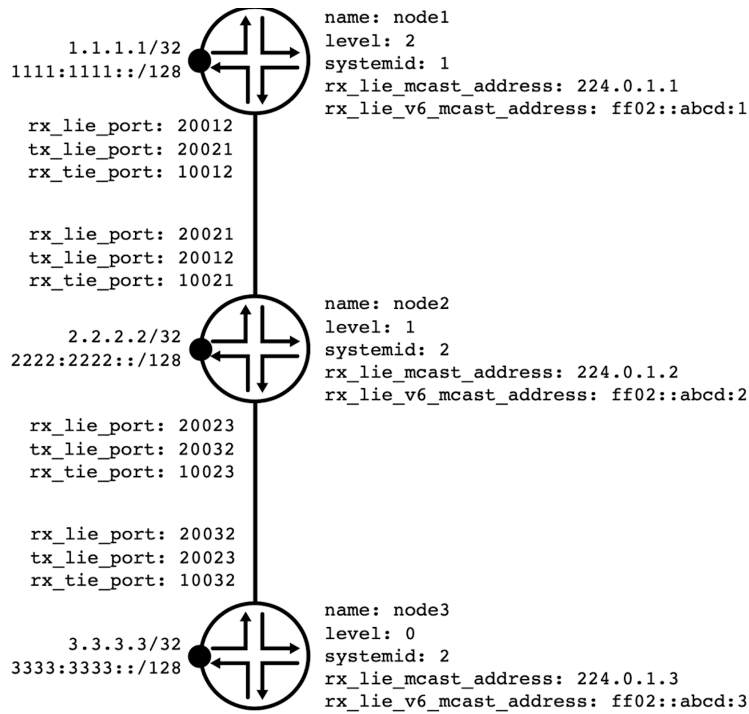 name: node1
1.1.1.1/32
level: 2
1111:1111::/128
systemid: 1
rx_lie_mcast_address: 224.0.1.1
rx_lie_v6_mcast_address: ff02::abcd:1
rx_lie_port: 20012
tx_lie_port: 20021
rx_tie_port: 10012
rx_lie_port: 20021
tx_lie_port: 20012
rx_tie_port: 10021
name: node2
2.2.2.2/32
level: 1
2222:2222::/128
systemid: 2
rx_lie_mcast_address: 224.0.1.2
rx_lie_v6_mcast_address: ff02::abcd:2
rx_lie_port: 20023
tx_lie_port: 20032
rx_tie_port: 10023
rx_lie_port: 20032
tx_lie_port: 20023
rx_tie_port: 10032
name: node3
3.3.3.3/32
level: 0
3333:3333::/128
systemid: 2
rx_lie_mcast_address: 224.0.1.3
rx_lie_v6_mcast_address: ff02::abcd:3